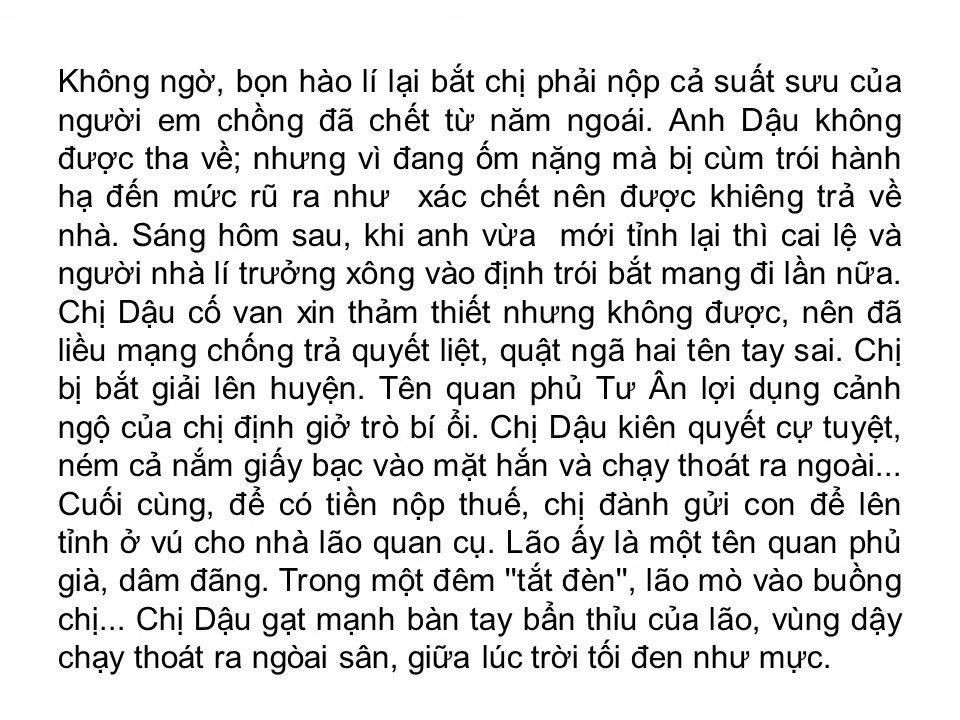 Không ngờ, bọn hào lí lại bắt chị phải nộp cả suất sưu của
người em chồng đã chết từ năm ngoái. Anh Dậu không
được tha về; nhưng vì đang ốm nặng mà bị cùm trói hành
hạ đến mức rũ ra như  xác chết nên được khiêng trả về
nhà. Sáng hôm sau, khi anh vừa  mới tỉnh lại thì cai lệ và
người nhà lí trưởng xông vào định trói bắt mang đi lần nữa.
Chị Dậu cố van xin thảm thiết nhưng không được, nên đã
liều mạng chống trả quyết liệt, quật ngã hai tên tay sai. Chị
bị bắt giải lên huyện. Tên quan phủ Tư Ân lợi dụng cảnh
ngộ của chị định giở trò bí ổi. Chị Dậu kiên quyết cự tuyệt,
ném cả nắm giấy bạc vào mặt hắn và chạy thoát ra ngoài...
Cuối cùng, để có tiền nộp thuế, chị đành gửi con để lên
tỉnh ở vú cho nhà lão quan cụ. Lão ấy là một tên quan phủ
già, dâm đãng. Trong một đêm "tắt đèn", lão mò vào buồng
chị... Chị Dậu gạt mạnh bàn tay bẩn thỉu của lão, vùng dậy
chạy thoát ra ngòai sân, giữa lúc trời tối đen như mực.